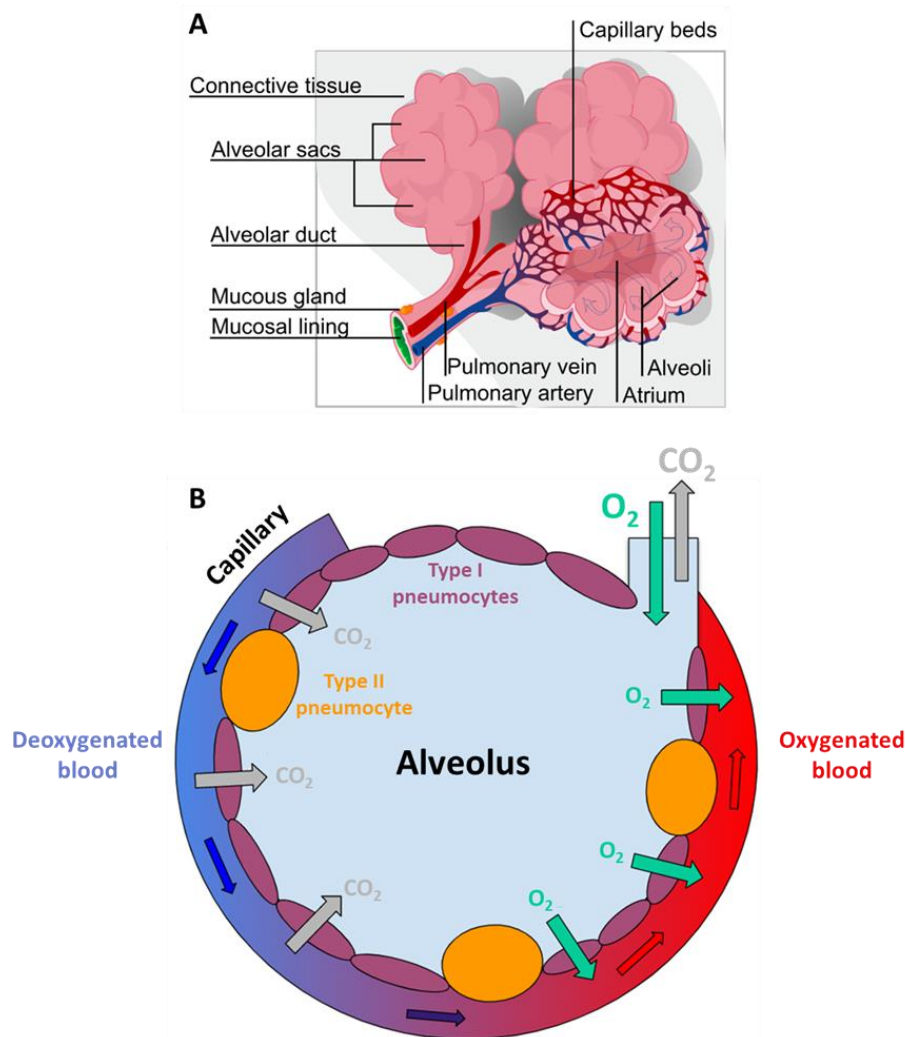 A
Capillary beds
Connective tissue
Alveolar sacs
Alveolar duct
Mucous gland
Mucosal lining
Pulmonary vein
Pulmonary artery
Alveoli
Atrium
B
CO₂
O₂
Capillary
Type I
pneumocytes
CO₂
Type II
pneumocyte
O₂
Deoxygenated
blood
Alveolus
Oxygenated
blood
CO₂
O₂
CO₂
O₂